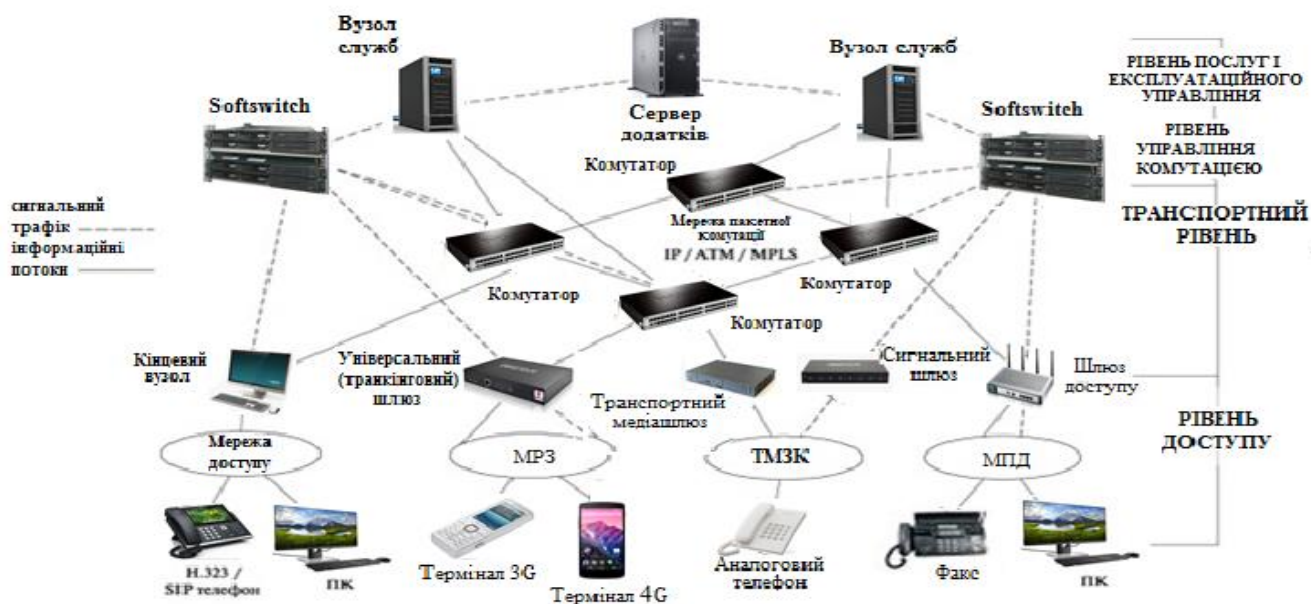 Вузол
служб
Вузол служб
РІВЕНЬ ПОСЛУГ І
ЕКСПЛУАТАЦІЙНОГО
УПРАВЛІННЯ
Softswitch
Сервер
додатків
Softswitch
РІВЕНЬ
УПРАВЛІННЯ
КОМУТАЦІЄЮ
Комутатор
сигнальний
трафік
інформаційні
потоки
Мережа пакетної
комутації
IP / ATM / MPLS
ТРАНСПОРТНИЙ
РІВЕНЬ
Комутатор
Комутатор
Комутатор
Кінцевий
вузол
Універсальний
(транкінговий)
шлюз
Транспортний
медіашлюз
Сигнальний
шлюз
Шлюз
доступу
РІВЕНЬ
ДОСТУПУ
Мережа
доступу
МРЗ
ТМЗК
МПД
H.323 /
SIP телефон
ПК
Термінал 3G
Термінал 4G
Аналоговий
телефон
Факс
ПК